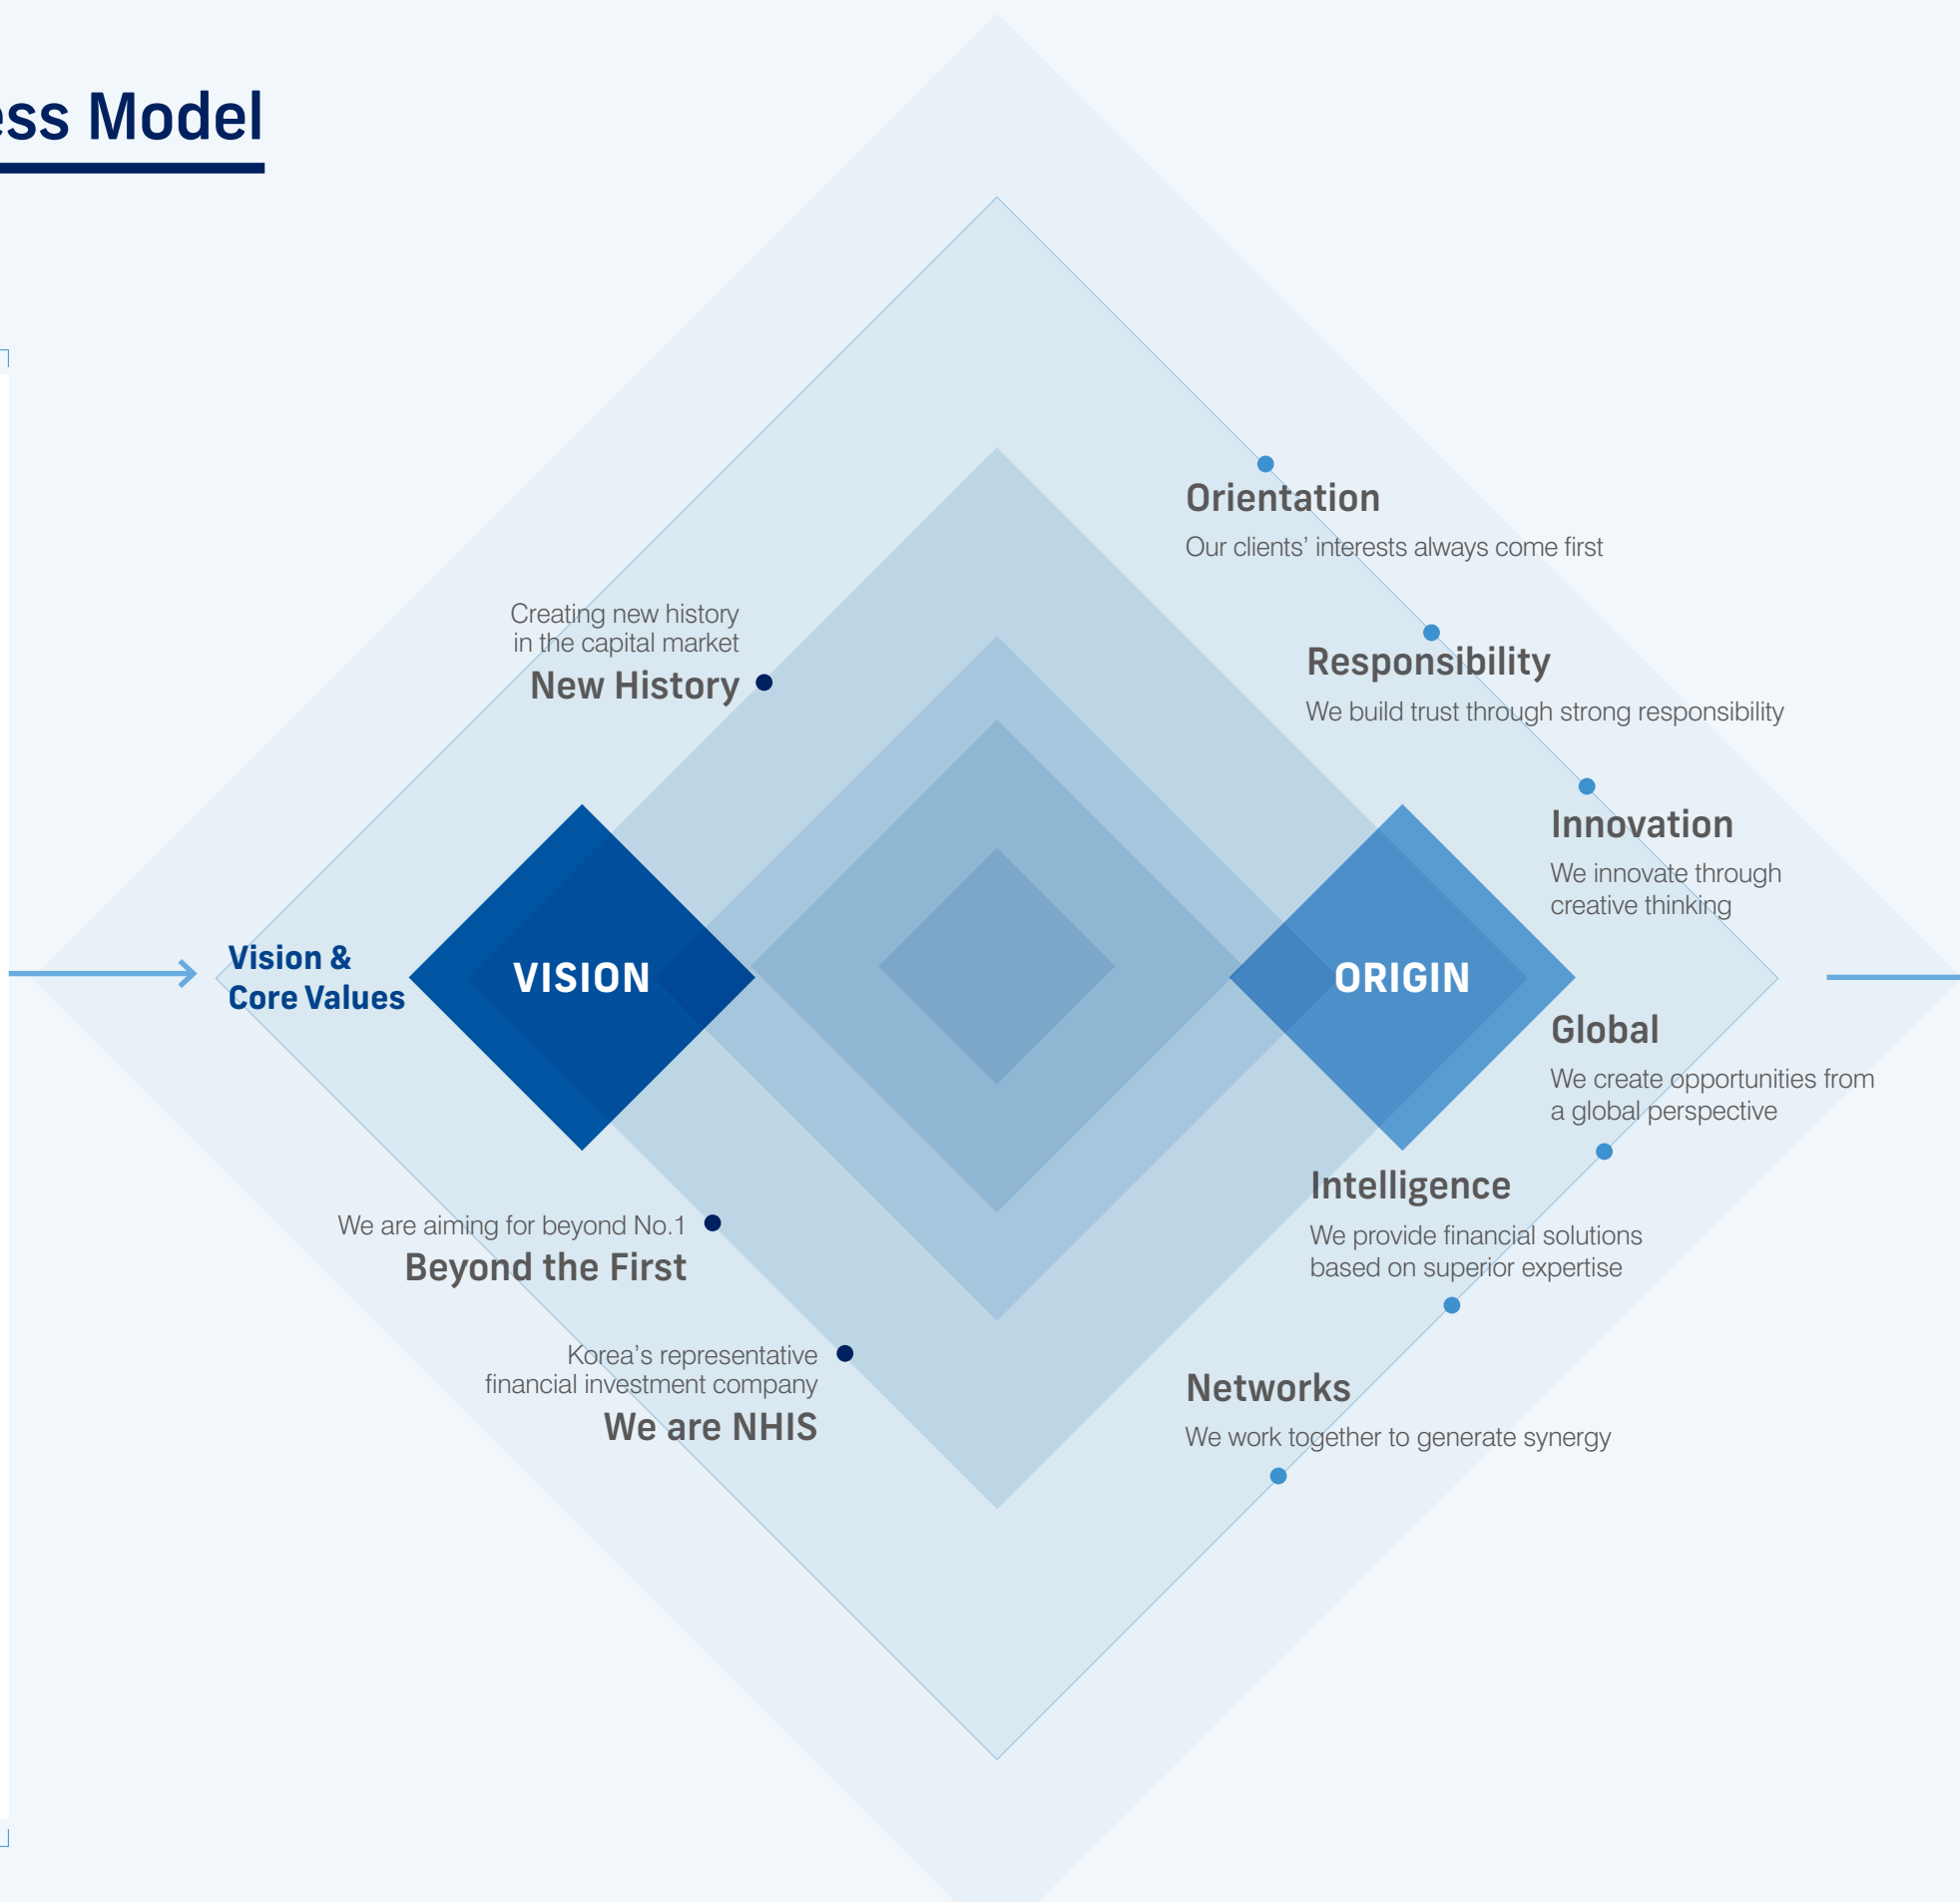 ess Model
Creating new history
in the capital market
New History
Vision &
Core Values
VISION
We are aiming for beyond No.1
Beyond the First
Korea's representative
financial investment company
We are NHIS
ORIGIN
Orientation
Our clients' interests always come first
Responsibility
We build trust through strong responsibility
Innovation
We innovate through
creative thinking
Global
We create opportunities from
a global perspective
Intelligence
We provide financial solutions
based on superior expertise
Networks
We work together to generate synergy